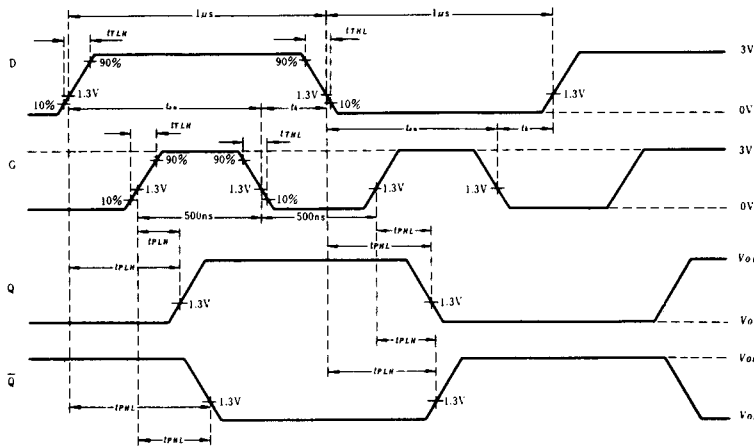 1μs 1μs
tTLH tTHL
D 90% 90% 3V
1.3V 1.3V 1.3V
10% 10% 0V
tsu th tsu th
tTLH tTHL
G 90% 90% 3V
1.3V 1.3V 1.3V 1.3V
10% 10% 0V
500ns 500ns
tPLH tPHL
tPLH tPHL
Q 1.3V 1.3V
tPLH
tPLH
Q̅ 1.3V 1.3V
tPHL
tPHL